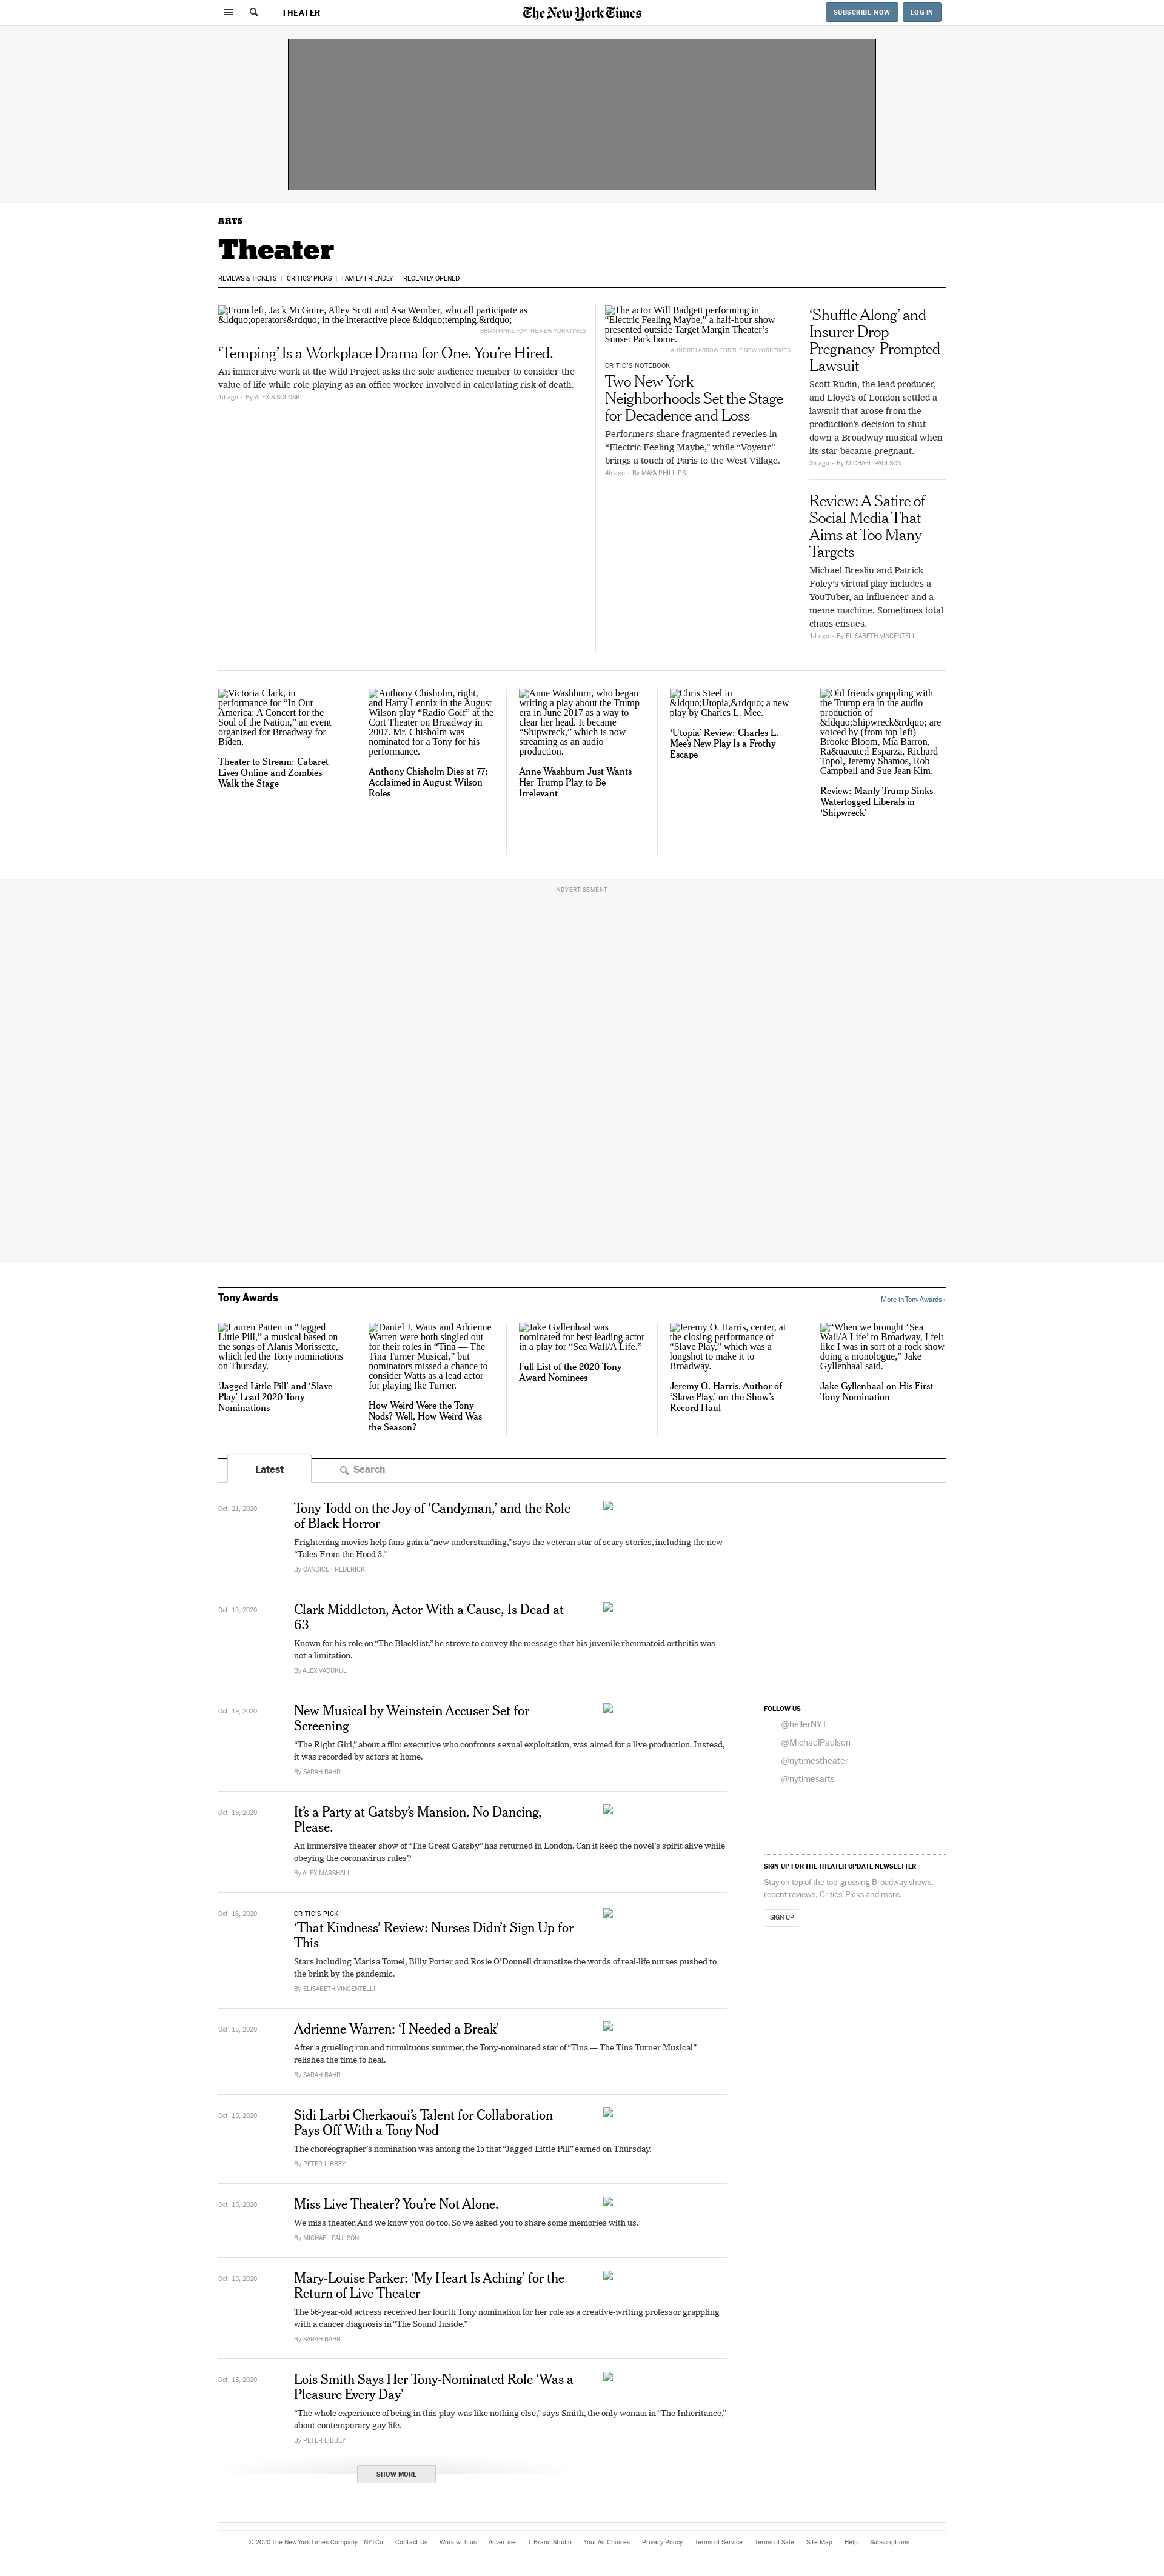 THEATER
The New York Times
SUBSCRIBE NOW
LOG IN
ARTS
Theater
REVIEWS & TICKETS | CRITICS' PICKS | FAMILY FRIENDLY | RECENTLY OPENED
From left, Jack McGuire, Alley Scott and Asa Wember, who all participate as
&ldquo;operators&rdquo; in the interactive piece &ldquo;temping.&rdquo;
BRIAN FINKE FOR THE NEW YORK TIMES
‘Temping’ Is a Workplace Drama for One. You’re Hired.
An immersive work at the Wild Project asks the sole audience member to consider the
value of life while role playing as an office worker involved in calculating risk of death.
1d ago - By ALEXIS SOLOSKI
The actor Will Badgett performing in
“Electric Feeling Maybe,” a half-hour show
presented outside Target Margin Theater’s
Sunset Park home.
AUNDRE LARROW FOR THE NEW YORK TIMES
CRITIC’S NOTEBOOK
Two New York
Neighborhoods Set the Stage
for Decadence and Loss
Performers share fragmented reveries in
“Electric Feeling Maybe,” while “Voyeur”
brings a touch of Paris to the West Village.
4h ago - By MAYA PHILLIPS
‘Shuffle Along’ and
Insurer Drop
Pregnancy-Prompted
Lawsuit
Scott Rudin, the lead producer,
and Lloyd’s of London settled a
lawsuit that arose from the
production’s decision to shut
down a Broadway musical when
its star became pregnant.
3h ago - By MICHAEL PAULSON
Review: A Satire of
Social Media That
Aims at Too Many
Targets
Michael Breslin and Patrick
Foley’s virtual play includes a
YouTuber, an influencer and a
meme machine. Sometimes total
chaos ensues.
1d ago - By ELISABETH VINCENTELLI
Victoria Clark, in
performance for “In Our
America: A Concert for the
Soul of the Nation,” an event
organized for Broadway for
Biden.
Theater to Stream: Cabaret
Lives Online and Zombies
Walk the Stage
Anthony Chisholm, right,
and Harry Lennix in the August
Wilson play “Radio Golf” at the
Cort Theater on Broadway in
2007. Mr. Chisholm was
nominated for a Tony for his
performance.
Anthony Chisholm Dies at 77;
Acclaimed in August Wilson
Roles
Anne Washburn, who began
writing a play about the Trump
era in June 2017 as a way to
clear her head. It became
“Shipwreck,” which is now
streaming as an audio
production.
Anne Washburn Just Wants
Her Trump Play to Be
Irrelevant
Chris Steel in
&ldquo;Utopia,&rdquo; a new
play by Charles L. Mee.
‘Utopia’ Review: Charles L.
Mee’s New Play Is a Frothy
Escape
Old friends grappling with
the Trump era in the audio
production of
&ldquo;Shipwreck&rdquo; are
voiced by (from top left)
Brooke Bloom, Mia Barron,
Ra&uacute;l Esparza, Richard
Topol, Jeremy Shamos, Rob
Campbell and Sue Jean Kim.
Review: Manly Trump Sinks
Waterlogged Liberals in
‘Shipwreck’
ADVERTISEMENT
Tony Awards
More in Tony Awards ›
Lauren Patten in “Jagged
Little Pill,” a musical based on
the songs of Alanis Morissette,
which led the Tony nominations
on Thursday.
‘Jagged Little Pill’ and ‘Slave
Play’ Lead 2020 Tony
Nominations
Daniel J. Watts and Adrienne
Warren were both singled out
for their roles in “Tina — The
Tina Turner Musical,” but
nominators missed a chance to
consider Watts as a lead actor
for playing Ike Turner.
How Weird Were the Tony
Nods? Well, How Weird Was
the Season?
Jake Gyllenhaal was
nominated for best leading actor
in a play for “Sea Wall/A Life.”
Full List of the 2020 Tony
Award Nominees
Jeremy O. Harris, center, at
the closing performance of
“Slave Play,” which was a
longshot to make it to
Broadway.
Jeremy O. Harris, Author of
‘Slave Play,’ on the Show’s
Record Haul
“When we brought ‘Sea
Wall/A Life’ to Broadway, I felt
like I was in sort of a rock show
doing a monologue,” Jake
Gyllenhaal said.
Jake Gyllenhaal on His First
Tony Nomination
Latest
Search
Oct. 21, 2020
Tony Todd on the Joy of ‘Candyman,’ and the Role
of Black Horror
Frightening movies help fans gain a “new understanding,” says the veteran star of scary stories, including the new
“Tales From the Hood 3.”
By CANDICE FREDERICK
Oct. 19, 2020
Clark Middleton, Actor With a Cause, Is Dead at
63
Known for his role on “The Blacklist,” he strove to convey the message that his juvenile rheumatoid arthritis was
not a limitation.
By ALEX VADUKUL
Oct. 19, 2020
New Musical by Weinstein Accuser Set for
Screening
“The Right Girl,” about a film executive who confronts sexual exploitation, was aimed for a live production. Instead,
it was recorded by actors at home.
By SARAH BAHR
Oct. 19, 2020
It’s a Party at Gatsby’s Mansion. No Dancing,
Please.
An immersive theater show of “The Great Gatsby” has returned in London. Can it keep the novel’s spirit alive while
obeying the coronavirus rules?
By ALEX MARSHALL
Oct. 16, 2020
CRITIC’S PICK
‘That Kindness’ Review: Nurses Didn’t Sign Up for
This
Stars including Marisa Tomei, Billy Porter and Rosie O’Donnell dramatize the words of real-life nurses pushed to
the brink by the pandemic.
By ELISABETH VINCENTELLI
Oct. 15, 2020
Adrienne Warren: ‘I Needed a Break’
After a grueling run and tumultuous summer, the Tony-nominated star of “Tina — The Tina Turner Musical”
relishes the time to heal.
By SARAH BAHR
Oct. 15, 2020
Sidi Larbi Cherkaoui’s Talent for Collaboration
Pays Off With a Tony Nod
The choreographer’s nomination was among the 15 that “Jagged Little Pill” earned on Thursday.
By PETER LIBBEY
Oct. 15, 2020
Miss Live Theater? You’re Not Alone.
We miss theater. And we know you do too. So we asked you to share some memories with us.
By MICHAEL PAULSON
Oct. 15, 2020
Mary-Louise Parker: ‘My Heart Is Aching’ for the
Return of Live Theater
The 56-year-old actress received her fourth Tony nomination for her role as a creative-writing professor grappling
with a cancer diagnosis in “The Sound Inside.”
By SARAH BAHR
Oct. 15, 2020
Lois Smith Says Her Tony-Nominated Role ‘Was a
Pleasure Every Day’
“The whole experience of being in this play was like nothing else,” says Smith, the only woman in “The Inheritance,”
about contemporary gay life.
By PETER LIBBEY
SHOW MORE
FOLLOW US
@hellerNYT
@MichaelPaulson
@nytimestheater
@nytimesarts
SIGN UP FOR THE THEATER UPDATE NEWSLETTER
Stay on top of the top-grossing Broadway shows,
recent reviews, Critics’ Picks and more.
SIGN UP
© 2020 The New York Times Company NYTCo Contact Us Work with us Advertise T Brand Studio Your Ad Choices Privacy Policy Terms of Service Terms of Sale Site Map Help Subscriptions